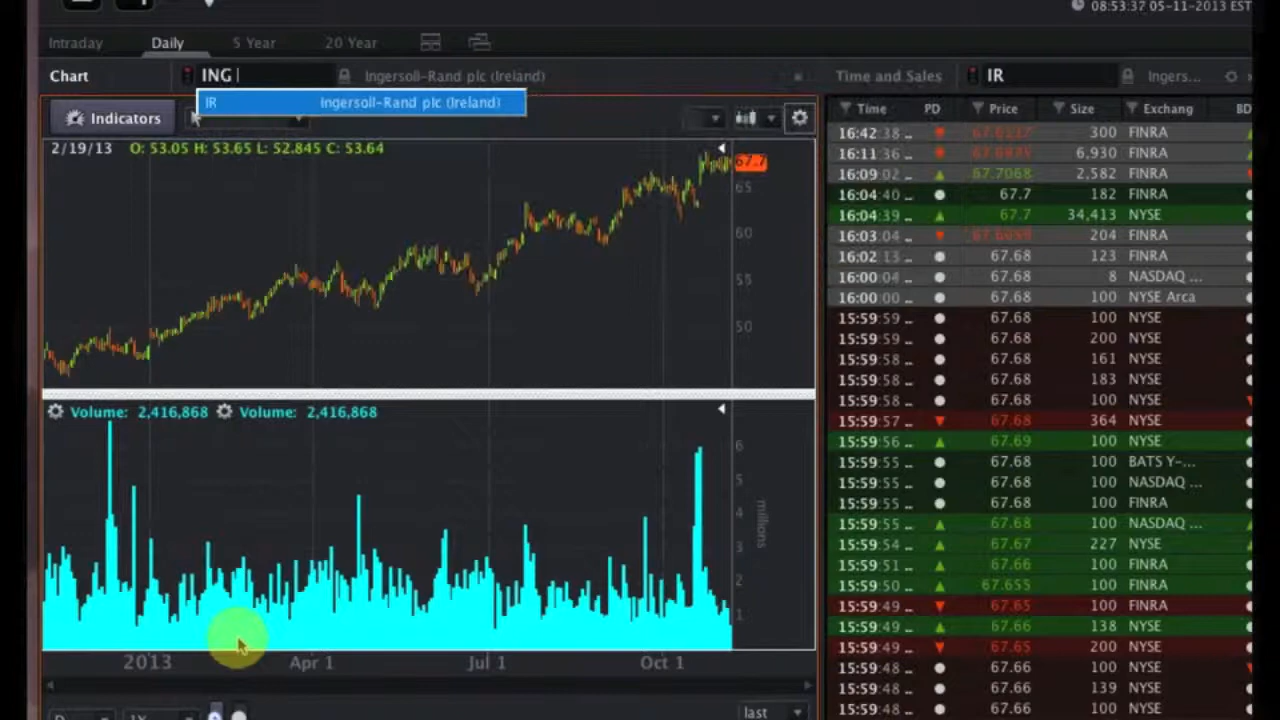 08:53:37 05-11-2013 EST
Intraday Daily 5 Year 20 Year
Chart ING Ingersoll-Rand plc (Ireland) Time and Sales IR Ingers...
IR Ingersoll-Rand plc (Ireland)
Indicators
Time PD Price Size Exchang BD
2/19/13 O: 53.05 H: 53.65 L: 52.845 C: 53.64
67.7
65
60
55
50
Volume: 2,416,868 Volume: 2,416,868
6
5
4
3
2
1
millions
2013 Apr 1 Jul 1 Oct 1
D 1X last
16:42:38 .. 300 FINRA
16:11:36 .. 6,930 FINRA
16:09:02 .. 67.7068 2,582 FINRA
16:04:40 .. 67.7 182 FINRA
16:04:39 .. 67.7 34,413 NYSE
16:03:04 .. 204 FINRA
16:02:13 .. 67.68 123 FINRA
16:00:04 .. 67.68 8 NASDAQ ...
16:00:00 .. 67.68 100 NYSE Arca
15:59:59 .. 67.68 100 NYSE
15:59:59 .. 67.68 200 NYSE
15:59:58 .. 67.68 161 NYSE
15:59:58 .. 67.68 183 NYSE
15:59:58 .. 67.68 100 NYSE
15:59:57 .. 67.68 364 NYSE
15:59:56 .. 67.69 100 NYSE
15:59:55 .. 67.68 100 BATS Y-...
15:59:55 .. 67.68 100 NASDAQ ...
15:59:55 .. 67.68 100 FINRA
15:59:55 .. 67.68 100 NASDAQ ...
15:59:54 .. 67.67 227 NYSE
15:59:51 .. 67.66 100 FINRA
15:59:50 .. 67.655 100 FINRA
15:59:49 .. 67.65 100 FINRA
15:59:49 .. 67.66 138 NYSE
15:59:49 .. 67.65 200 NYSE
15:59:48 .. 67.66 100 NYSE
15:59:48 .. 67.66 139 NYSE
15:59:48 .. 67.66 100 NYSE